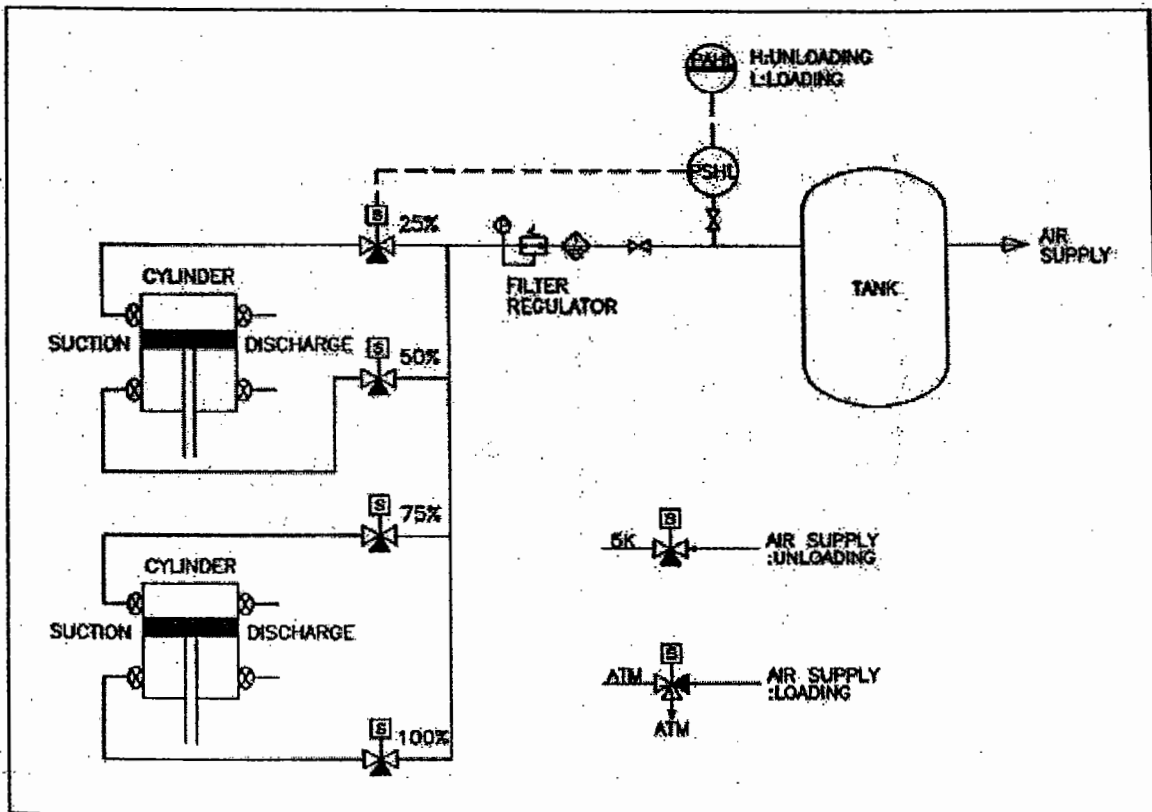 PAHL
H:UNLOADING
L:LOADING
PSHL
S
25%
P
FILTER
REGULATOR
TANK
AIR
SUPPLY
CYLINDER
SUCTION
DISCHARGE
S
50%
S
75%
CYLINDER
SUCTION
DISCHARGE
S
100%
S
5K
AIR SUPPLY
:UNLOADING
S
ATM
AIR SUPPLY
:LOADING
ATM